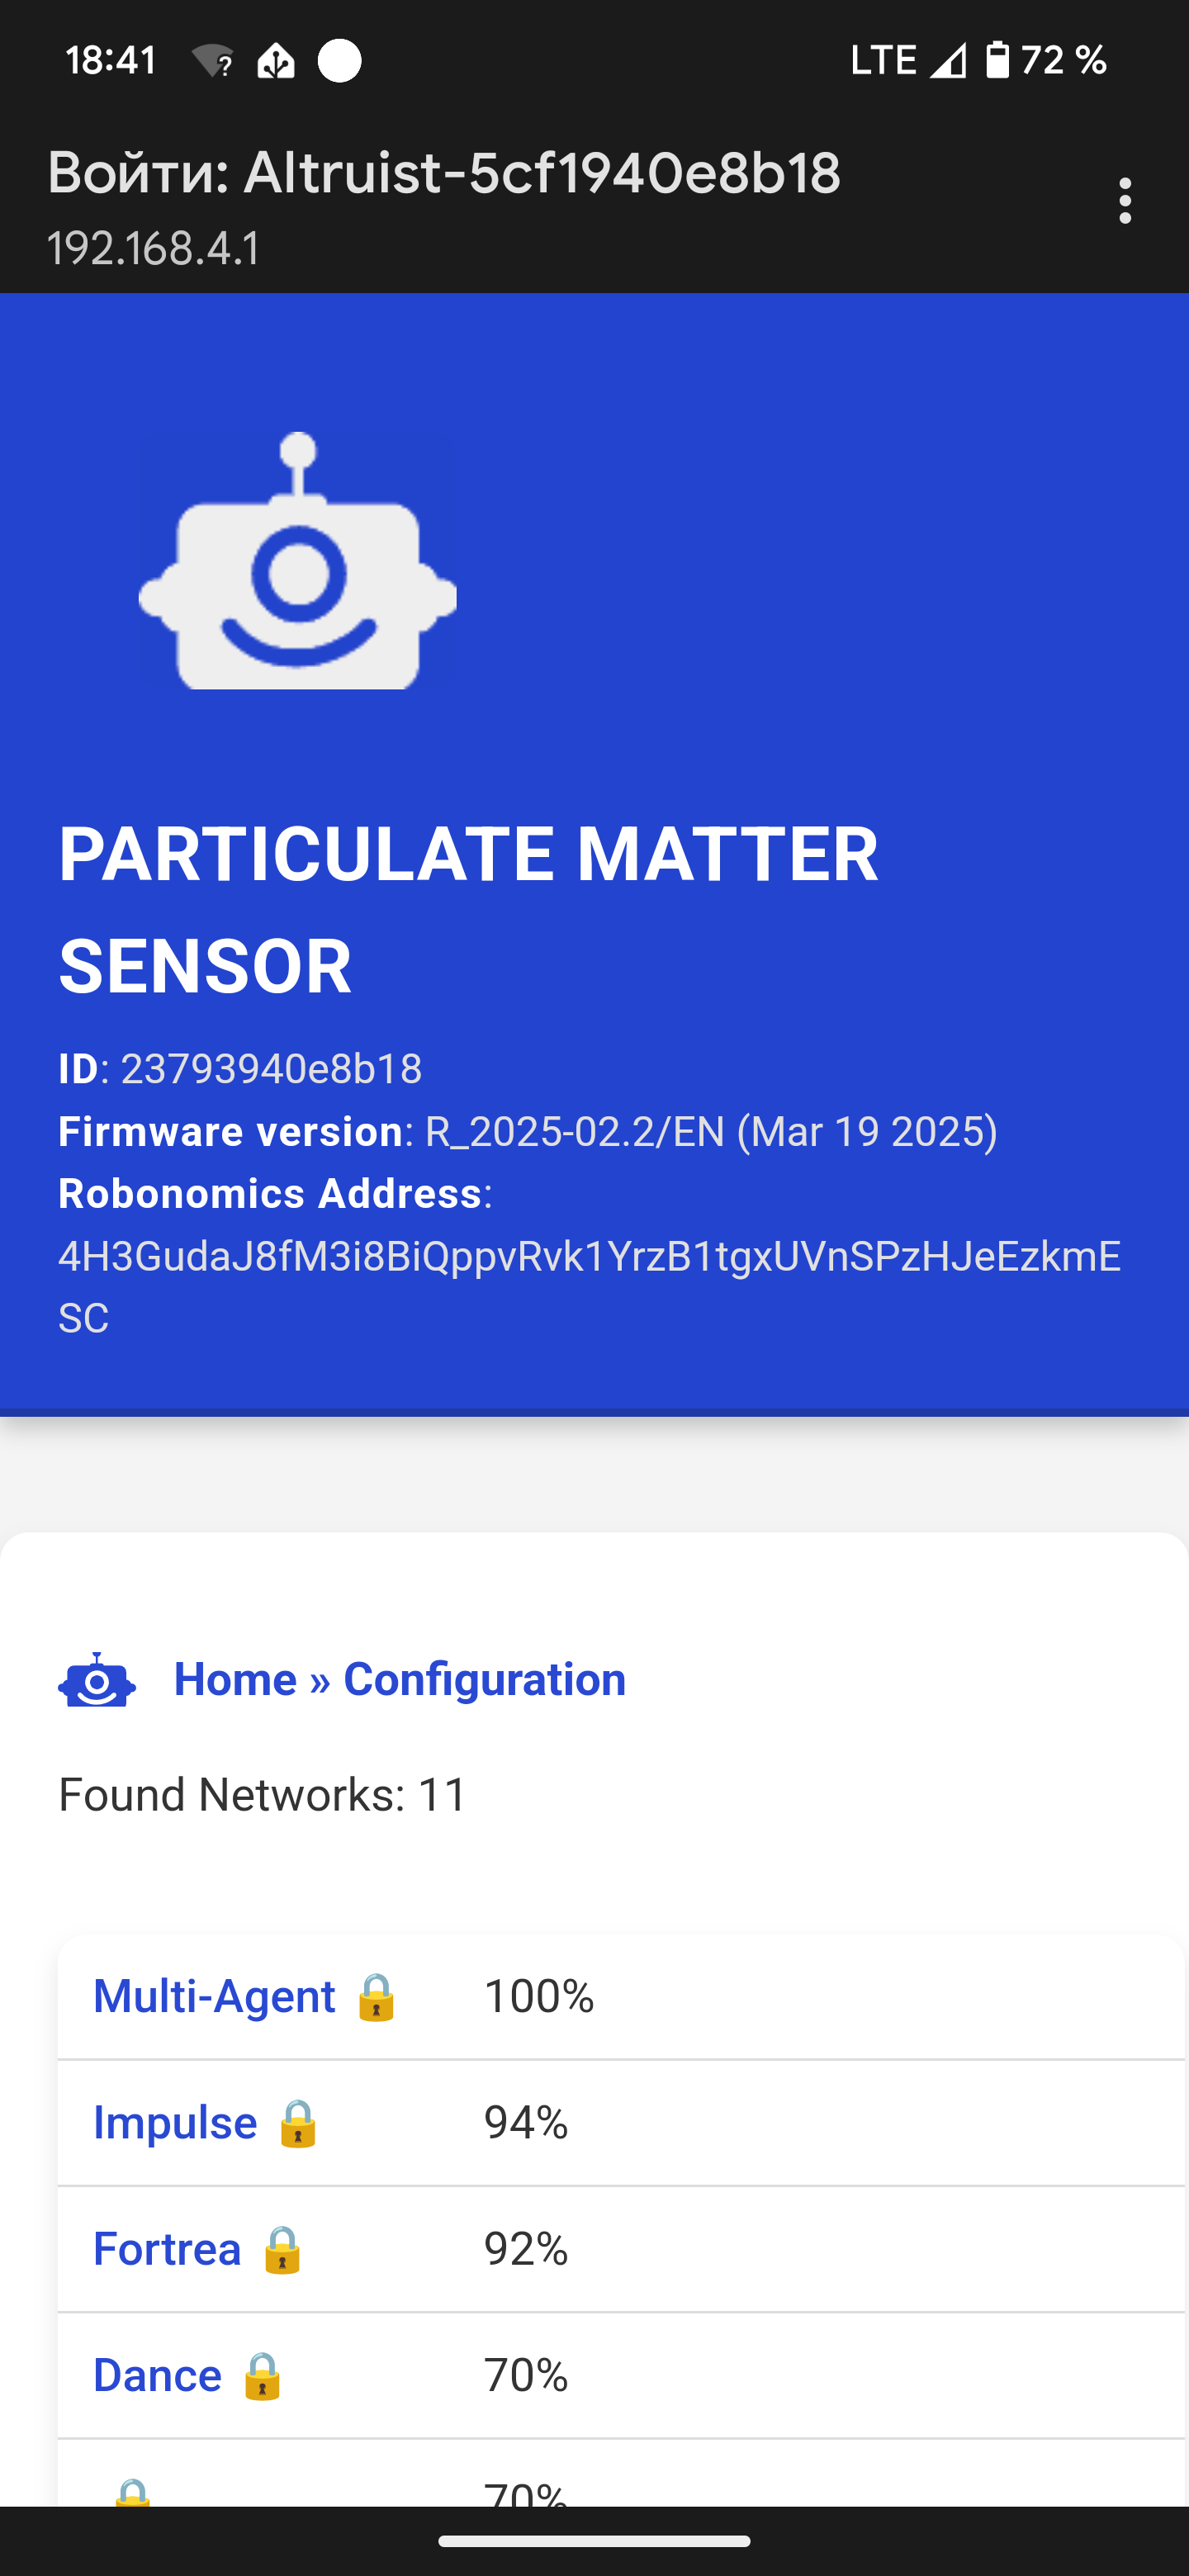 18:41
LTE 72 %
Войти: Altruist-5cf1940e8b18
192.168.4.1
PARTICULATE MATTER
SENSOR
ID: 23793940e8b18
Firmware version: R_2025-02.2/EN (Mar 19 2025)
Robonomics Address:
4H3GudaJ8fM3i8BiQppvRvk1YrzB1tgxUVnSPzHJeEzkmE
SC
Home » Configuration
Found Networks: 11
Multi-Agent 🔒 100%
Impulse 🔒 94%
Fortrea 🔒 92%
Dance 🔒 70%
🔒 70%